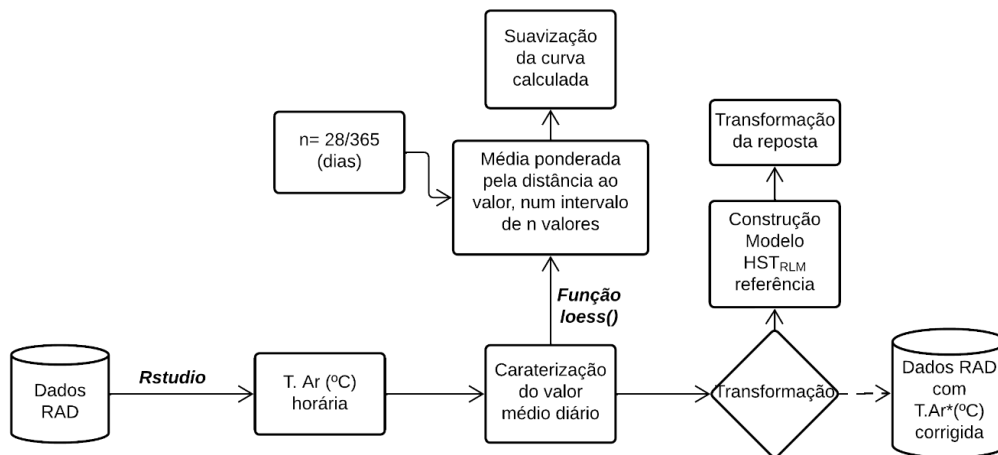 Suavização
da curva
calculada
n= 28/365
(dias)
Média ponderada
pela distância ao
valor, num intervalo
de n valores
Transformação
da reposta
Construção
Modelo
HSTRLM
referência
Função
loess()
Dados
RAD
Rstudio
T. Ar (ºC)
horária
Caraterização
do valor
médio diário
Transformação
Dados RAD
com
T.Ar*(ºC)
corrigida